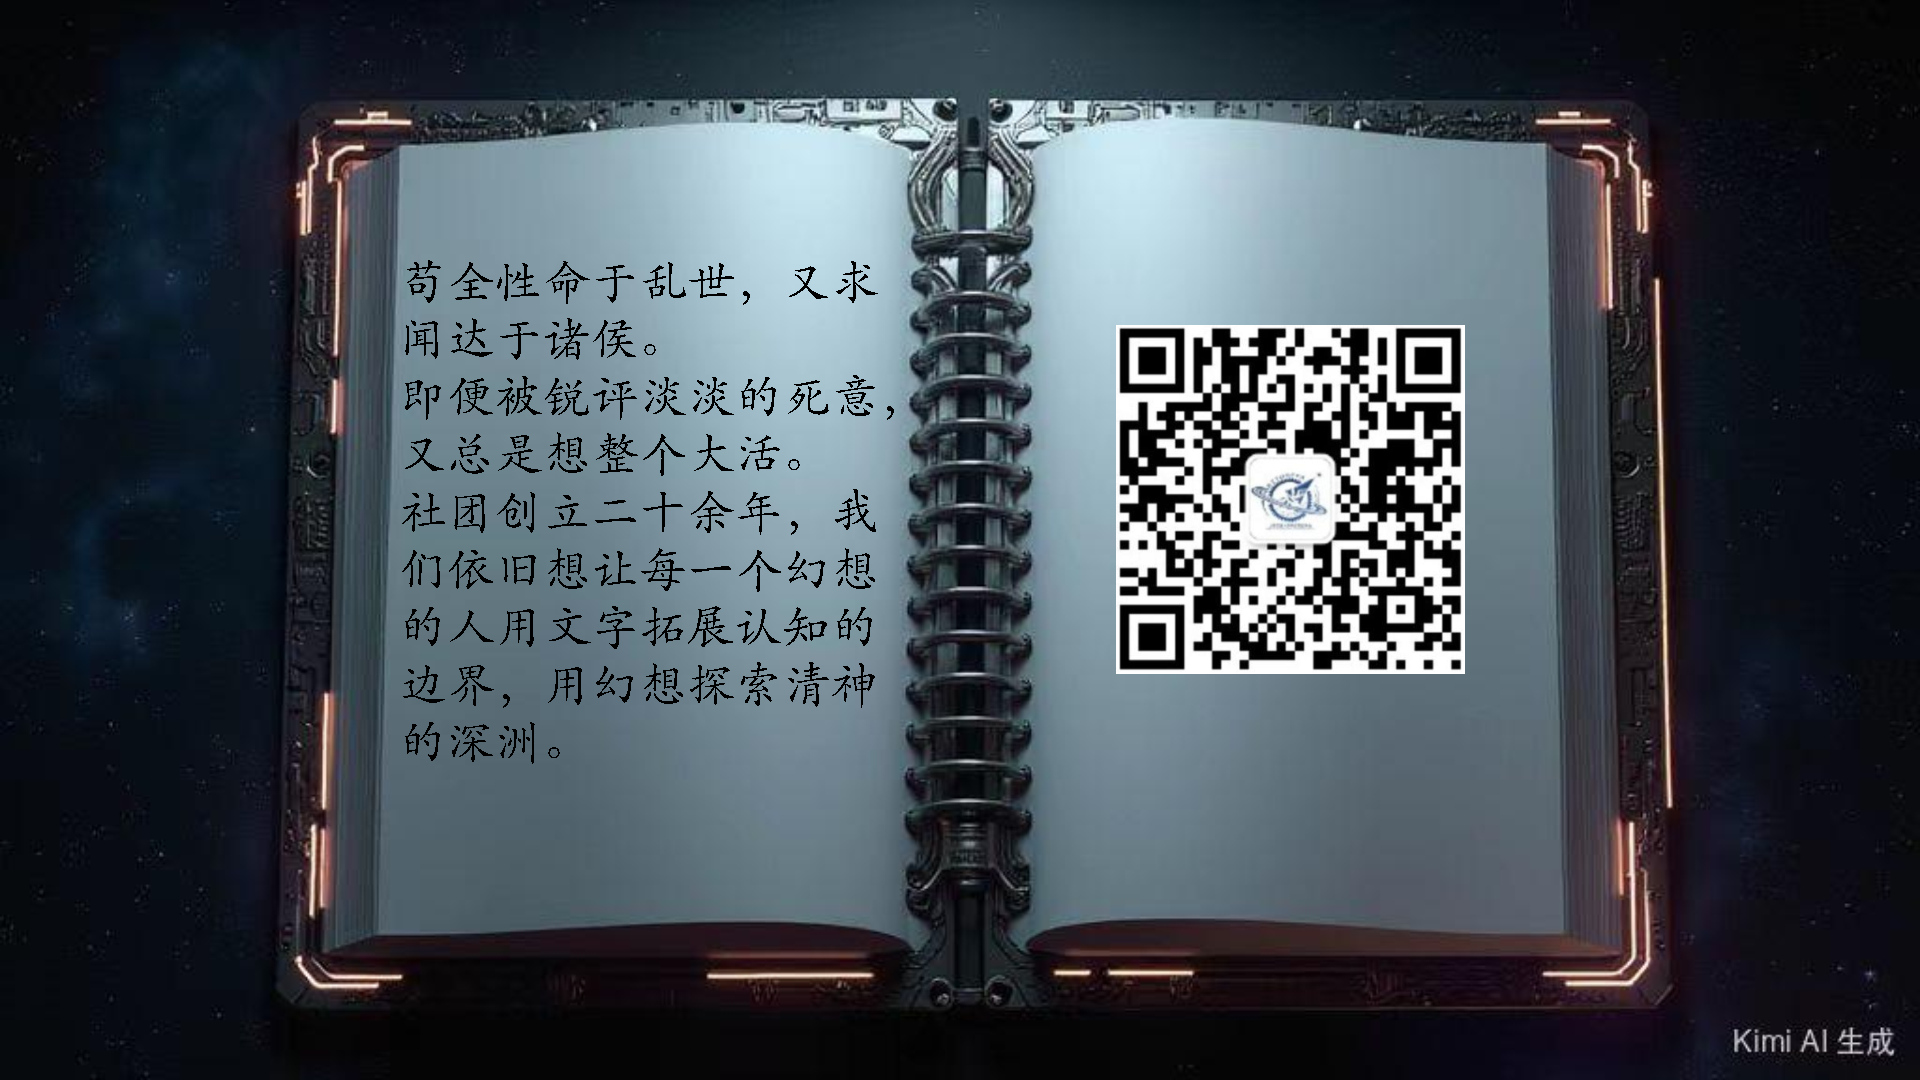 苟全性命于乱世，又求
闻达于诸侯。
即便被锐评淡淡的死意，
又总是想整个大活。
社团创立二十余年，我
们依旧想让每一个幻想
的人用文字拓展认知的
边界，用幻想探索清神
的深洲。
Kimi AI 生成